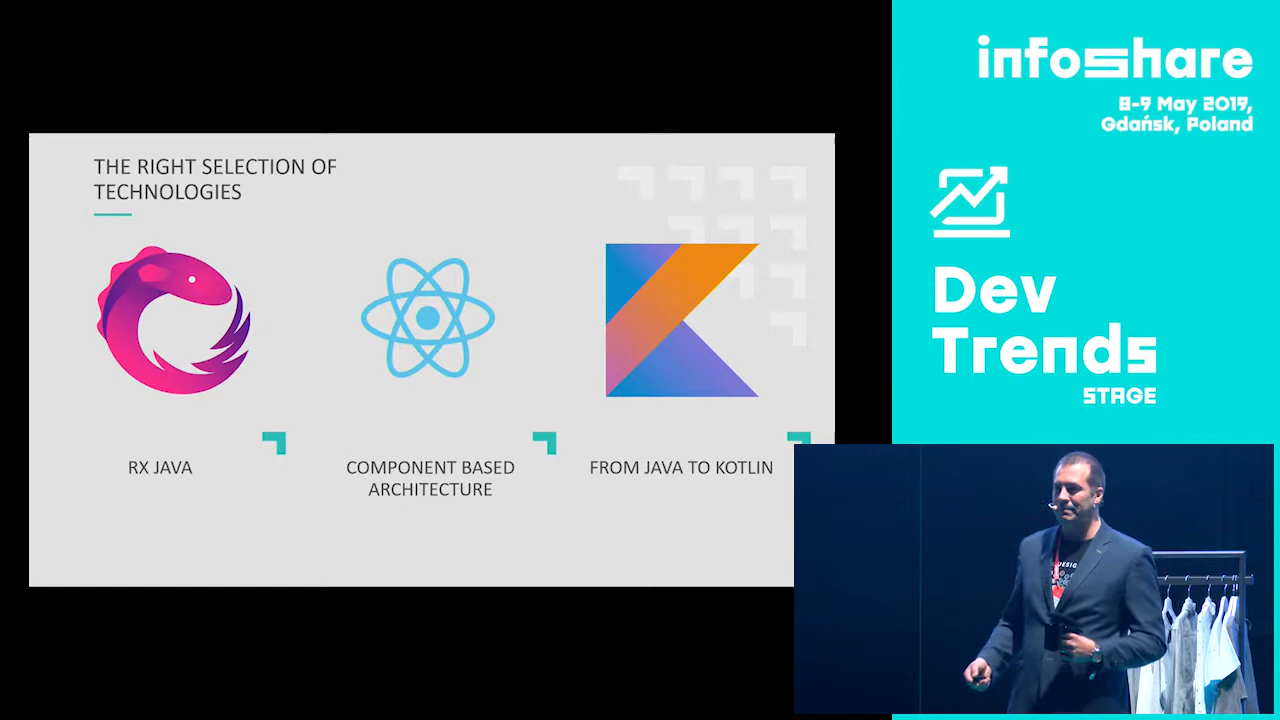 THE RIGHT SELECTION OF
TECHNOLOGIES
RX JAVA
COMPONENT BASED
ARCHITECTURE
FROM JAVA TO KOTLIN
infoshare
8-9 May 2019,
Gdańsk, Poland
Dev
Trends
STAGE
DESIGN